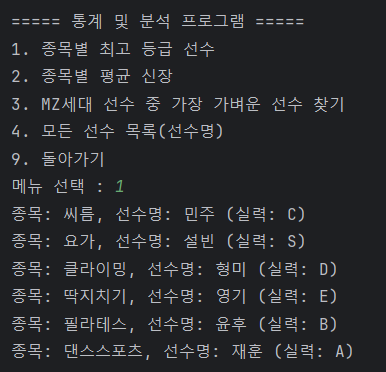 ===== 통계 및 분석 프로그램 =====
1. 종목별 최고 등급 선수
2. 종목별 평균 신장
3. MZ세대 선수 중 가장 가벼운 선수 찾기
4. 모든 선수 목록(선수명)
9. 돌아가기
메뉴 선택 : 1
종목: 씨름, 선수명: 민주 (실력: C)
종목: 요가, 선수명: 설빈 (실력: S)
종목: 클라이밍, 선수명: 형미 (실력: D)
종목: 딱지치기, 선수명: 영기 (실력: E)
종목: 필라테스, 선수명: 윤후 (실력: B)
종목: 댄스스포츠, 선수명: 재훈 (실력: A)